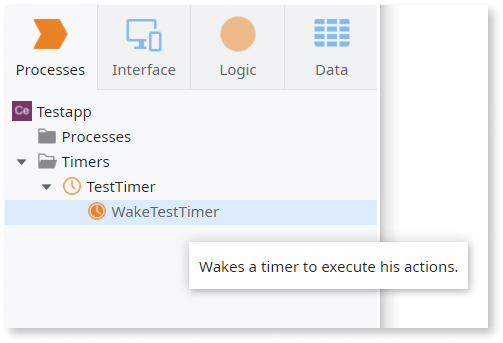 Processes Interface Logic Data
Ce Testapp
Processes
Timers
TestTimer
WakeTestTimer
Wakes a timer to execute his actions.